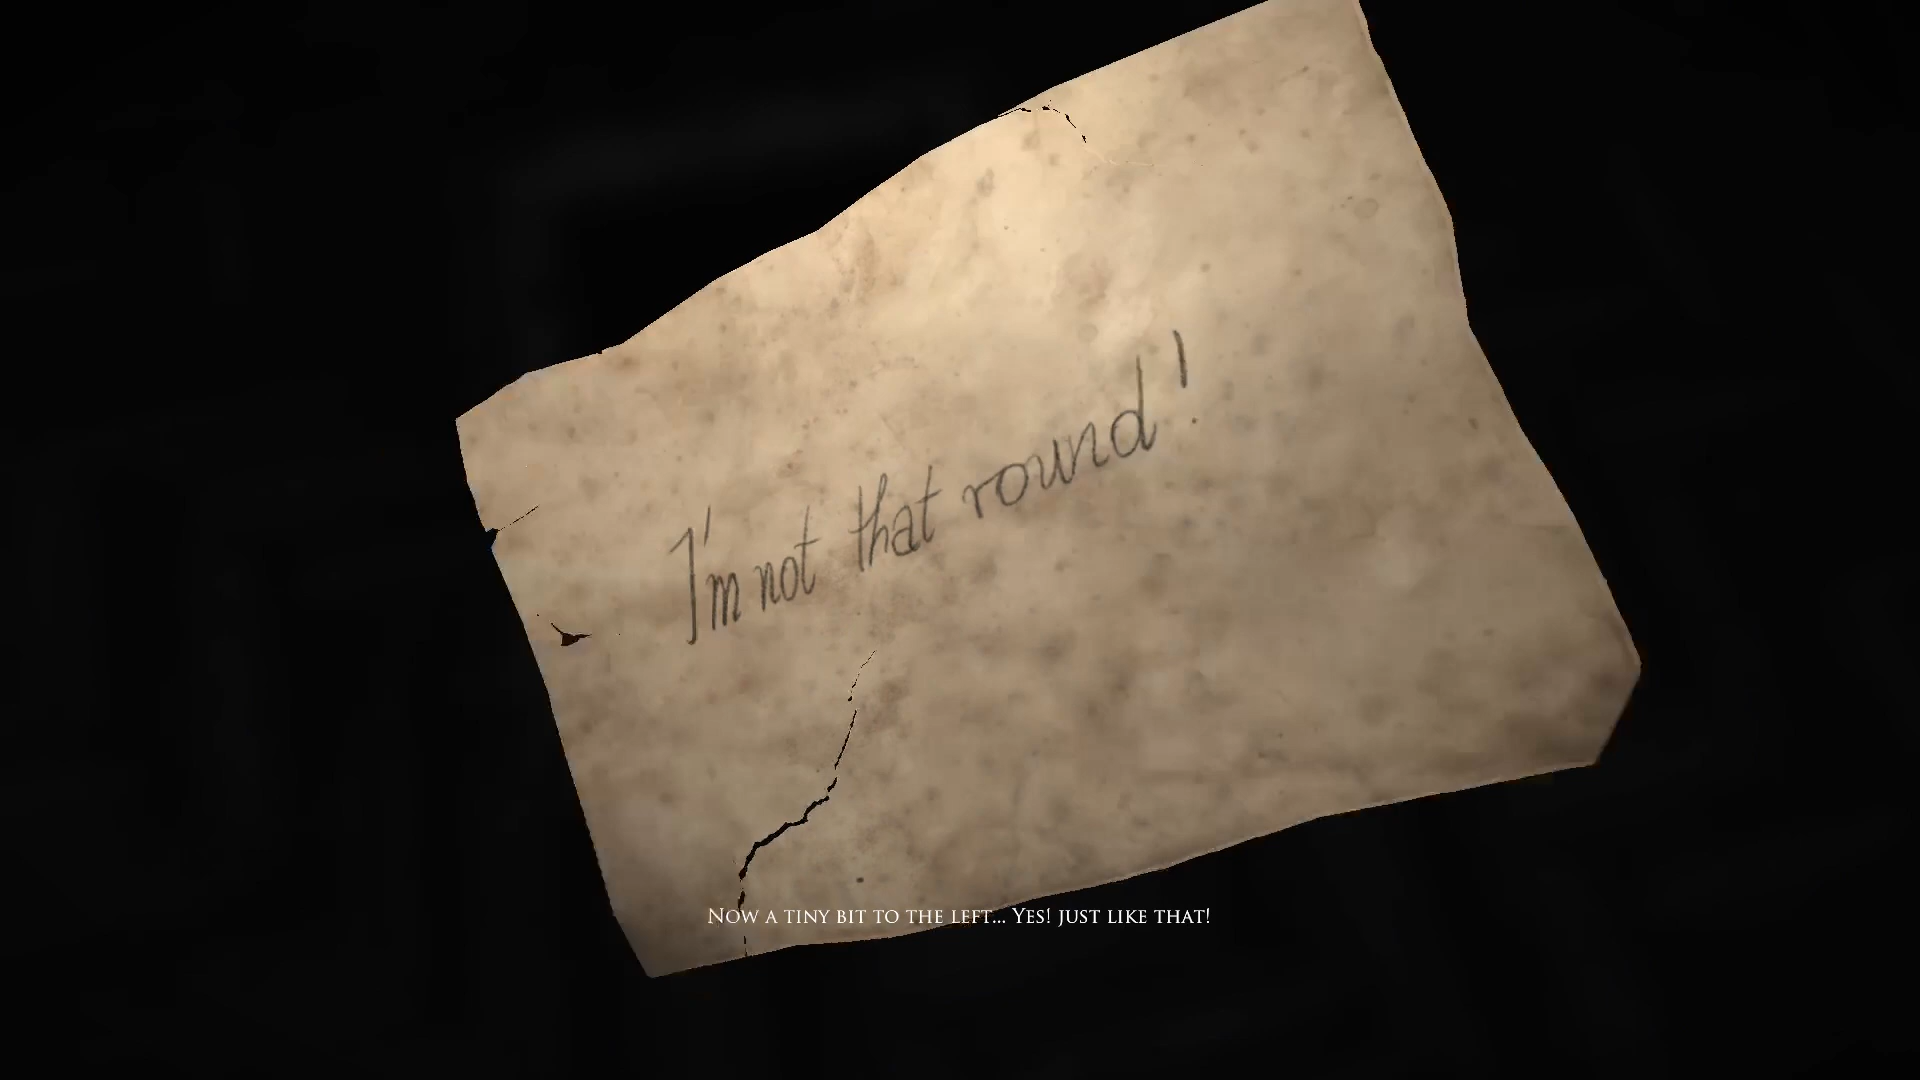 I'm not that round!
Now a tiny bit to the left... Yes! just like that!